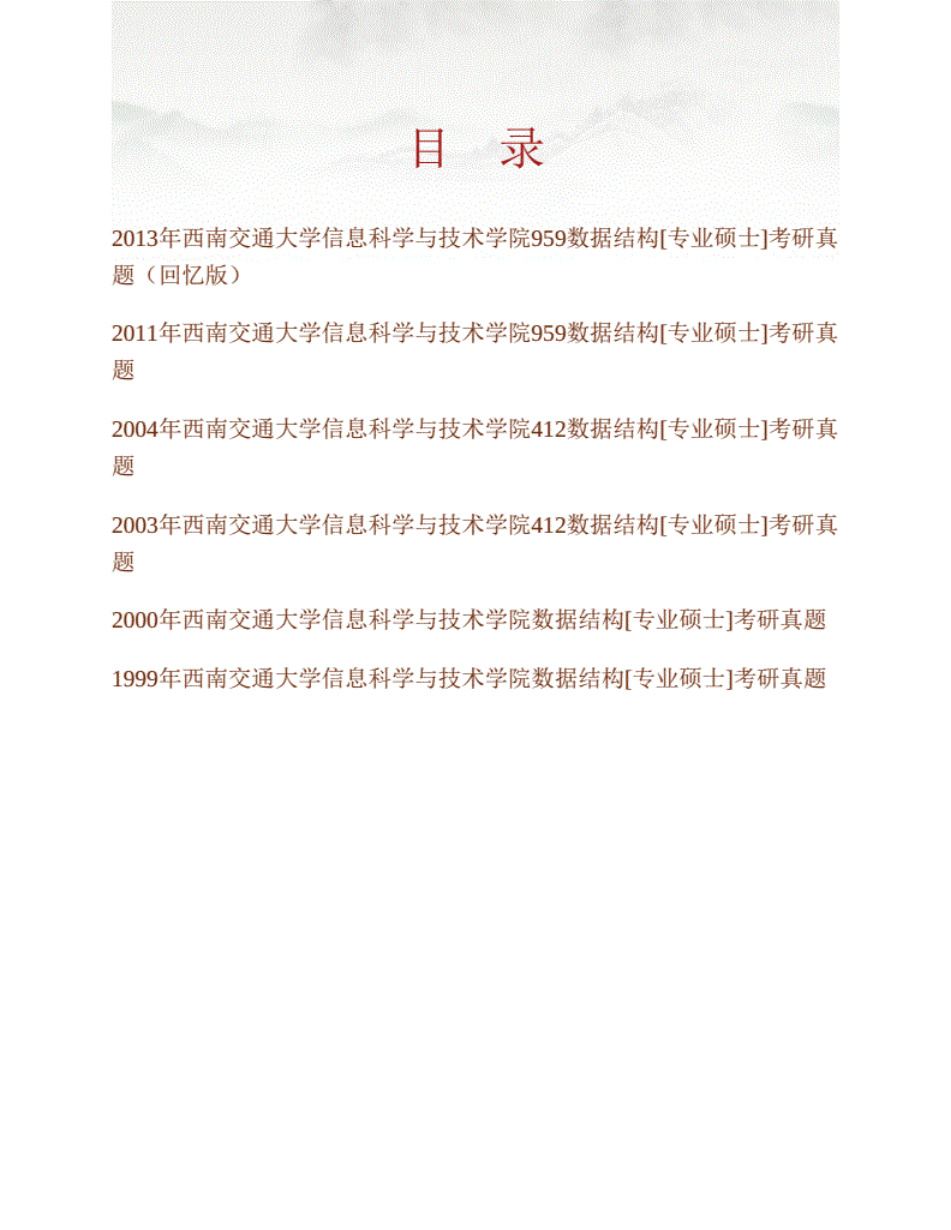 目 录
2013年西南交通大学信息科学与技术学院959数据结构[专业硕士]考研真
题（回忆版）
2011年西南交通大学信息科学与技术学院959数据结构[专业硕士]考研真
题
2004年西南交通大学信息科学与技术学院412数据结构[专业硕士]考研真
题
2003年西南交通大学信息科学与技术学院412数据结构[专业硕士]考研真
题
2000年西南交通大学信息科学与技术学院数据结构[专业硕士]考研真题
1999年西南交通大学信息科学与技术学院数据结构[专业硕士]考研真题